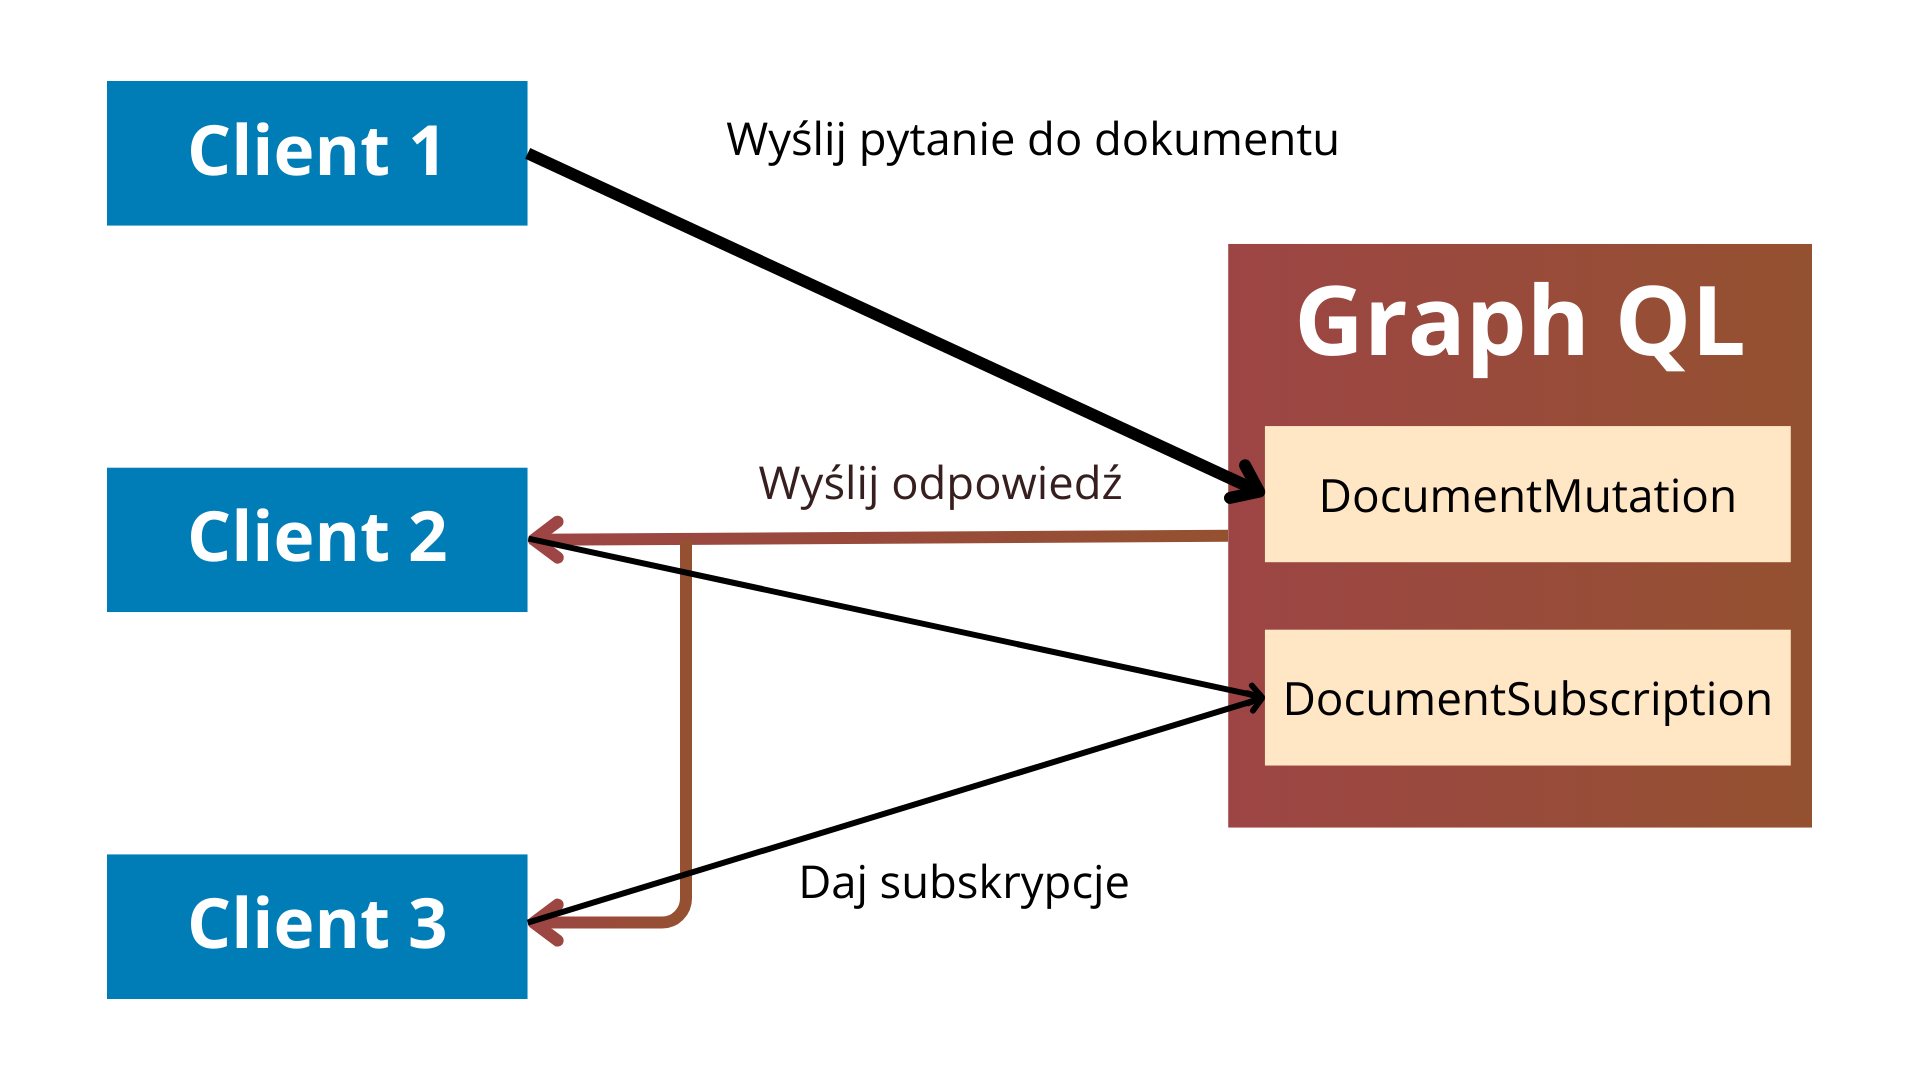 Client 1
Wyślij pytanie do dokumentu
Graph QL
DocumentMutation
Wyślij odpowiedź
Client 2
DocumentSubscription
Daj subskrypcje
Client 3